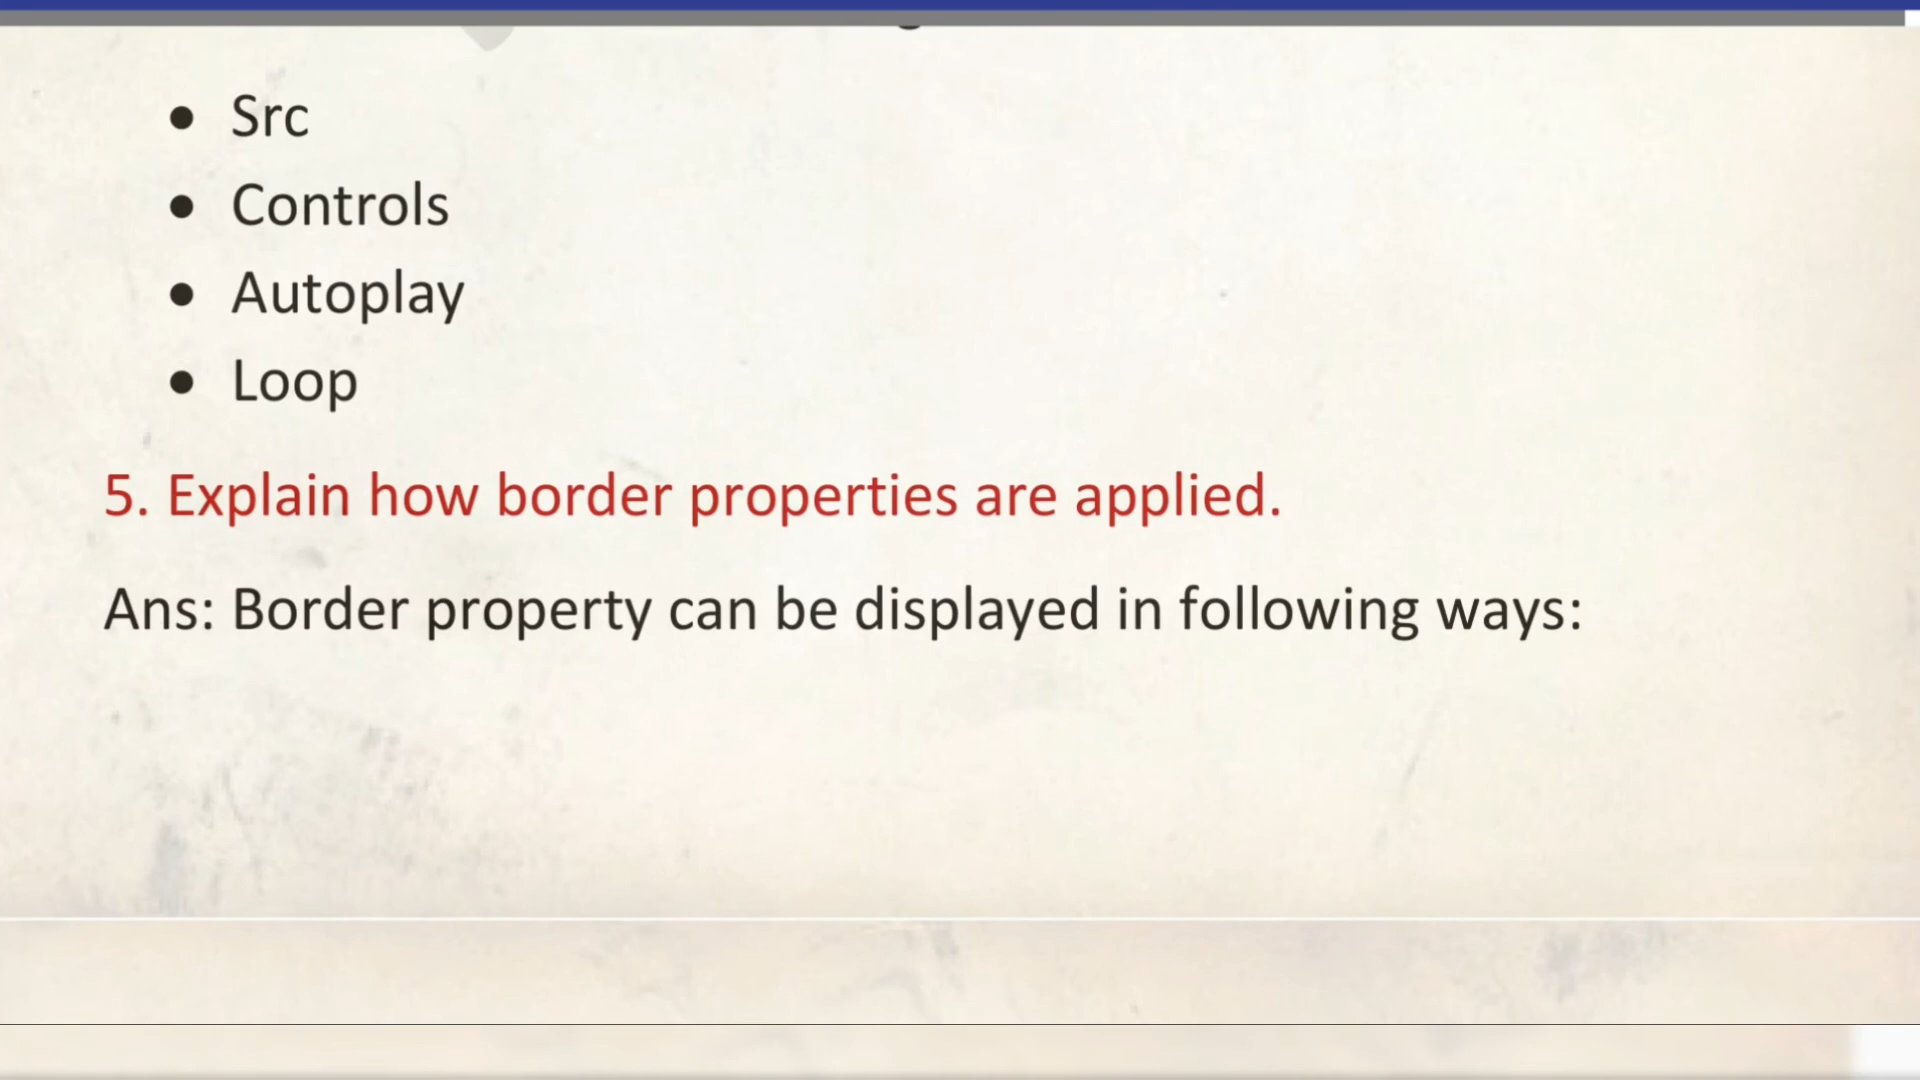 • Src
• Controls
• Autoplay
• Loop
5. Explain how border properties are applied.
Ans: Border property can be displayed in following ways: